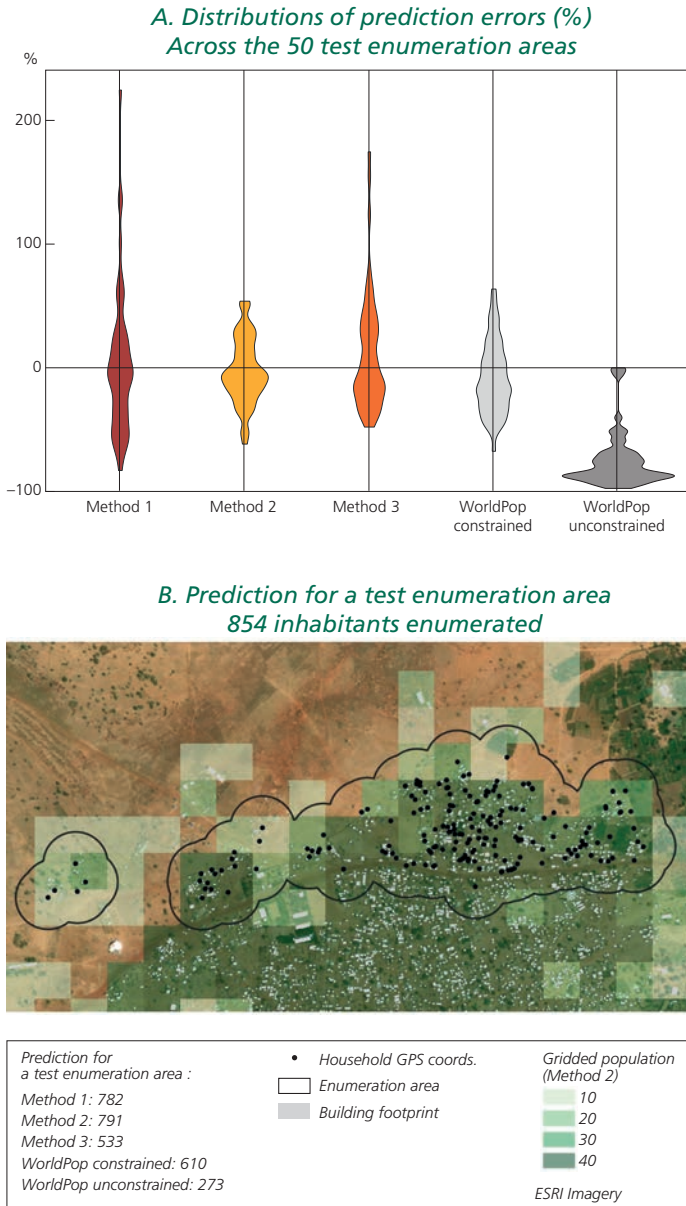 A. Distributions of prediction errors (%)
Across the 50 test enumeration areas
%
200
100
0
−100
Method 1
Method 2
Method 3
WorldPop
constrained
WorldPop
unconstrained
B. Prediction for a test enumeration area
854 inhabitants enumerated
Prediction for
a test enumeration area :
Method 1: 782
Method 2: 791
Method 3: 533
WorldPop constrained: 610
WorldPop unconstrained: 273
Household GPS coords.
Enumeration area
Building footprint
Gridded population
(Method 2)
10
20
30
40
ESRI Imagery